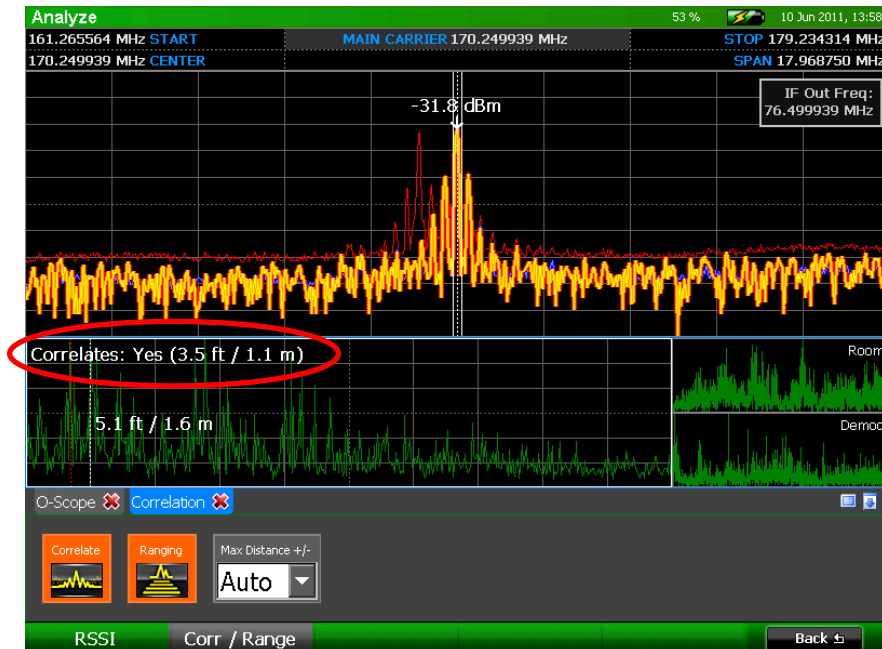 Analyze 53 % 10 Jun 2011, 13:58
161.265564 MHz START MAIN CARRIER 170.249939 MHz STOP 179.234314 MHz
170.249939 MHz CENTER SPAN 17.968750 MHz
IF Out Freq:
76.499939 MHz
-31.8 dBm
Correlates: Yes (3.5 ft / 1.1 m)
Room
5.1 ft / 1.6 m
Demod
O-Scope Correlation
Correlate Ranging Max Distance +/-
Auto
RSSI Corr / Range Back